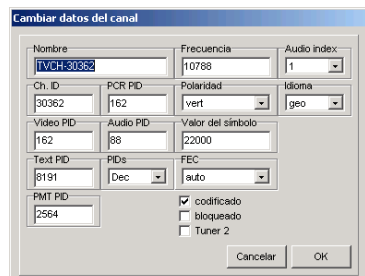 Cambiar datos del canal
Nombre Frecuencia Audio index
TVCH-30362 10788 1
Ch. ID PCR PID Polaridad Idioma
30362 162 vert geo
Video PID Audio PID Valor del símbolo
162 88 22000
Text PID PIDs FEC
8191 Dec auto
PMT PID
2564
codificado
bloqueado
Tuner 2
Cancelar OK